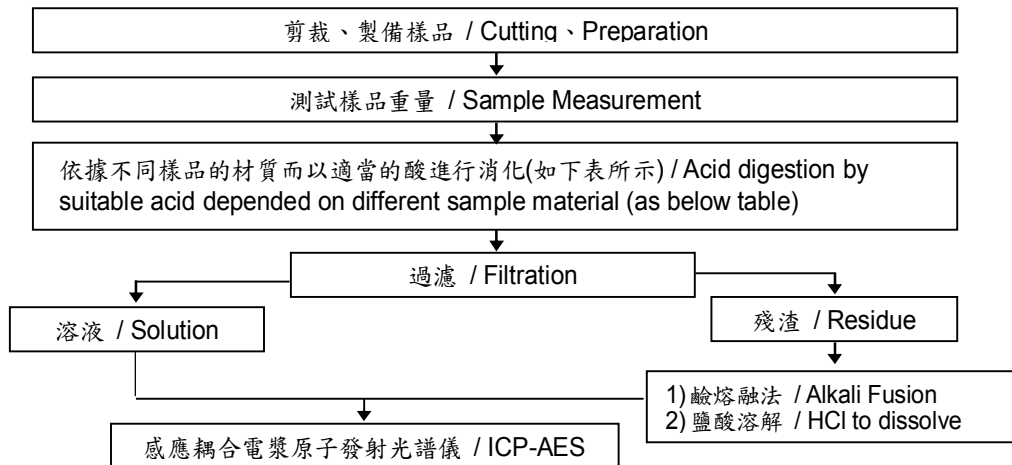 剪裁、製備樣品 / Cutting、Preparation
測試樣品重量 / Sample Measurement
依據不同樣品的材質而以適當的酸進行消化(如下表所示) / Acid digestion by
suitable acid depended on different sample material (as below table)
過濾 / Filtration
溶液 / Solution
殘渣 / Residue
1) 鹼熔融法 / Alkali Fusion
2) 鹽酸溶解 / HCl to dissolve
感應耦合電漿原子發射光譜儀 / ICP-AES